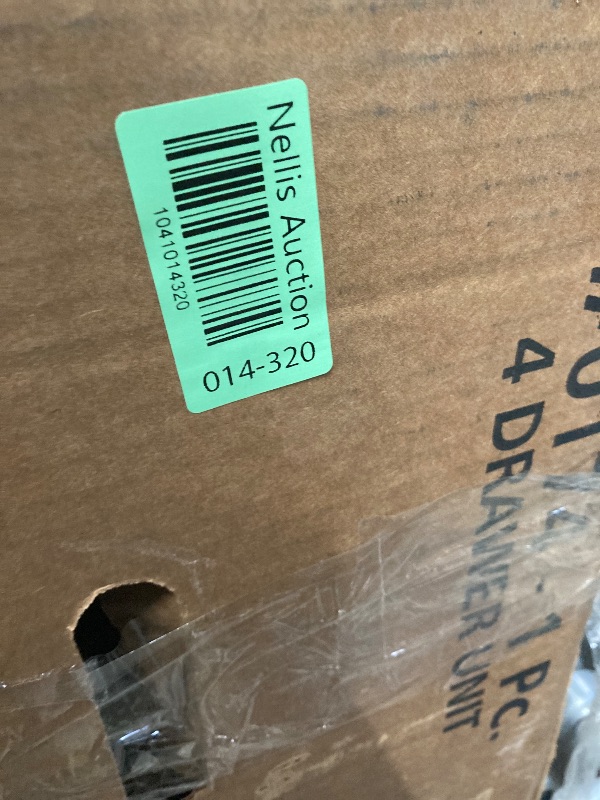 Nellis Auction
1041014320
014-320
- 1 PC.
4 DRAWER UNIT